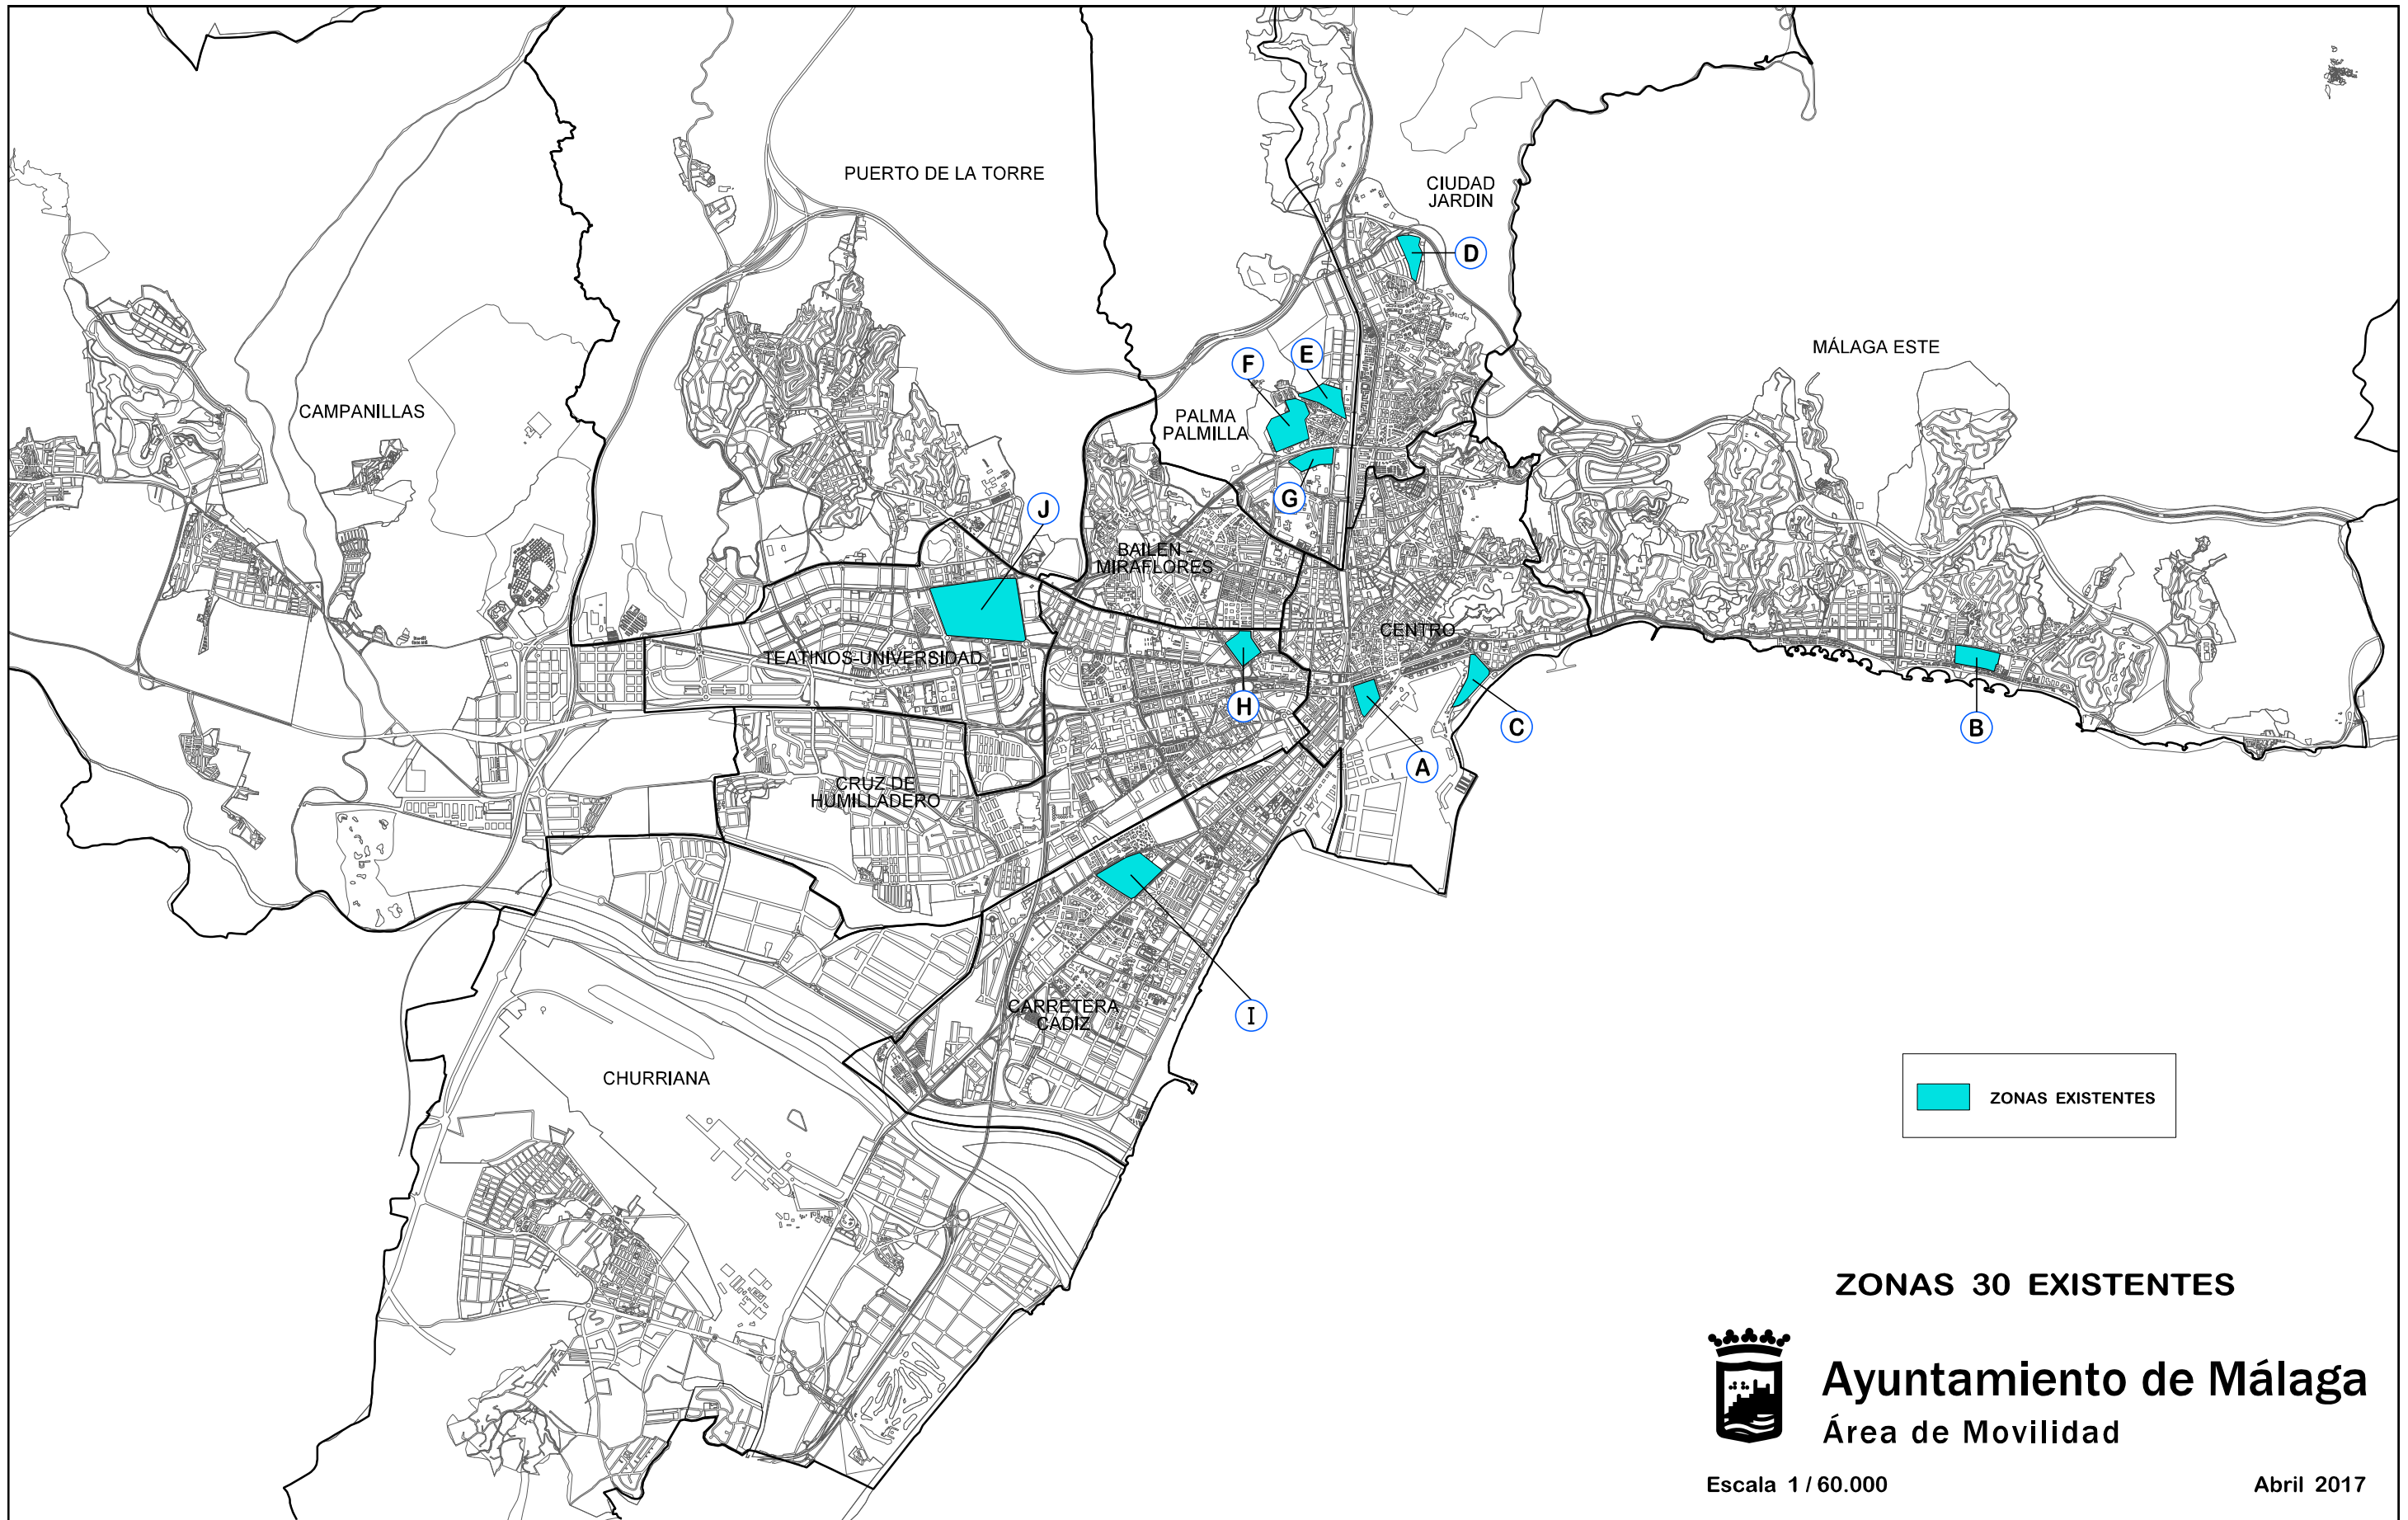 PUERTO DE LA TORRE
CIUDAD
JARDIN
D
MÁLAGA ESTE
E
F
CAMPANILLAS
PALMA
PALMILLA
G
J
BAILEN -
MIRAFLORES
CENTRO
TEATINOS-UNIVERSIDAD
H
C
B
A
CRUZ DE
HUMILLADERO
CARRETERA
CADIZ
I
CHURRIANA
ZONAS EXISTENTES
ZONAS 30 EXISTENTES
Ayuntamiento de Málaga
Área de Movilidad
Escala 1 / 60.000
Abril 2017